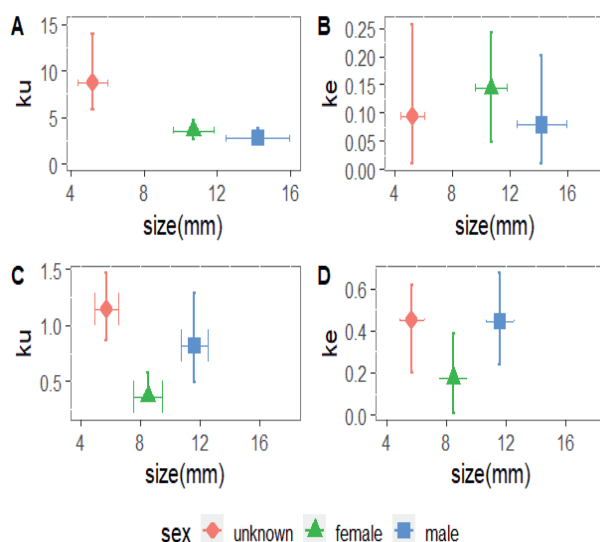 A
ku
15
10
5
0
4 8 12 16
size(mm)
B
ke
0.25
0.20
0.15
0.10
0.05
0.00
4 8 12 16
size(mm)
C
ku
1.5
1.0
0.5
4 8 12 16
size(mm)
D
ke
0.6
0.4
0.2
0.0
4 8 12 16
size(mm)
sex unknown female male